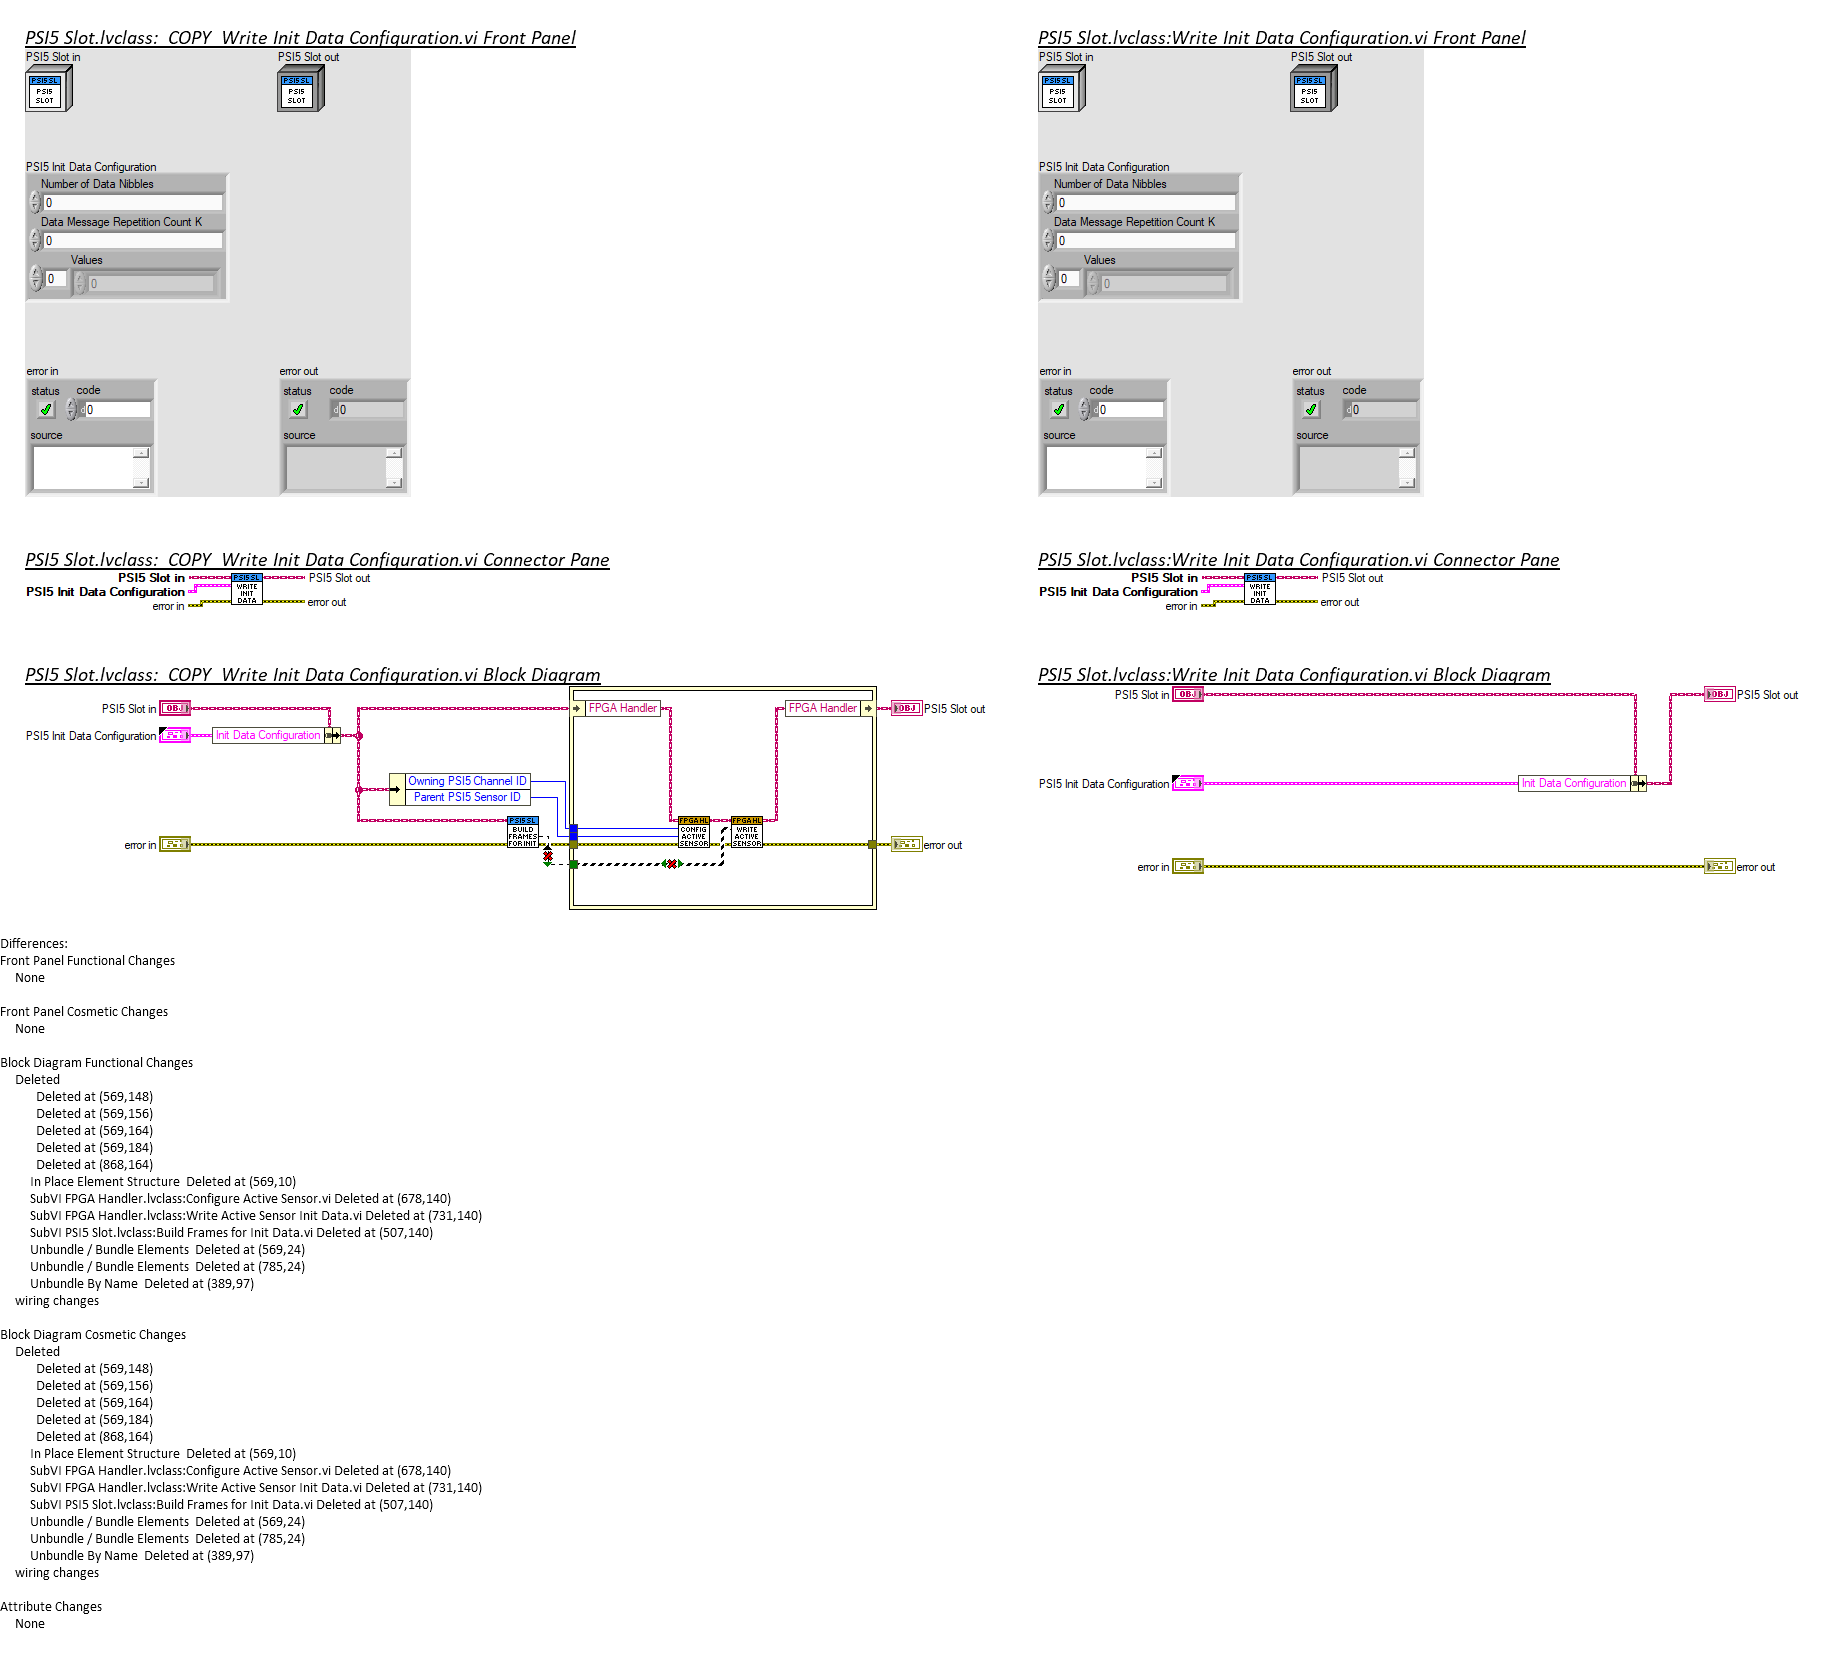 PSI5 Slot.lvclass:  COPY  Write Init Data Configuration.vi Front Panel
PSI5 Slot in
PSI5 Slot out
PSI5 SL
PSI5
SLOT
PSI5 SL
PSI5
SLOT
PSI5 Init Data Configuration
Number of Data Nibbles
0
Data Message Repetition Count K
0
Values
0
0
error in
error out
status
code
d0
source
status
code
d0
source
PSI5 Slot.lvclass:Write Init Data Configuration.vi Front Panel
PSI5 Slot in
PSI5 Slot out
PSI5 SL
PSI5
SLOT
PSI5 SL
PSI5
SLOT
PSI5 Init Data Configuration
Number of Data Nibbles
0
Data Message Repetition Count K
0
Values
0
0
error in
error out
status
code
d0
source
status
code
d0
source
PSI5 Slot.lvclass:  COPY  Write Init Data Configuration.vi Connector Pane
PSI5 Slot in
PSI5 Init Data Configuration
error in
PSI5 SL
WRITE
INIT
DATA
PSI5 Slot out
error out
PSI5 Slot.lvclass:Write Init Data Configuration.vi Connector Pane
PSI5 Slot in
PSI5 Init Data Configuration
error in
PSI5 SL
WRITE
INIT
DATA
PSI5 Slot out
error out
PSI5 Slot.lvclass:  COPY  Write Init Data Configuration.vi Block Diagram
PSI5 Slot in
OBJ
FPGA Handler
FPGA Handler
OBJ
PSI5 Slot out
PSI5 Init Data Configuration
Init Data Configuration
Owning PSI5 Channel ID
Parent PSI5 Sensor ID
PSI5 SL
BUILD
FRAMES
FOR INIT
FPGA HL
CONFIG
ACTIVE
SENSOR
FPGA HL
WRITE
ACTIVE
SENSOR
error in
error out
PSI5 Slot.lvclass:Write Init Data Configuration.vi Block Diagram
PSI5 Slot in
OBJ
OBJ
PSI5 Slot out
PSI5 Init Data Configuration
Init Data Configuration
error in
error out
Differences:
Front Panel Functional Changes
None
Front Panel Cosmetic Changes
None
Block Diagram Functional Changes
Deleted
Deleted at (569,148)
Deleted at (569,156)
Deleted at (569,164)
Deleted at (569,184)
Deleted at (868,164)
In Place Element Structure  Deleted at (569,10)
SubVI FPGA Handler.lvclass:Configure Active Sensor.vi Deleted at (678,140)
SubVI FPGA Handler.lvclass:Write Active Sensor Init Data.vi Deleted at (731,140)
SubVI PSI5 Slot.lvclass:Build Frames for Init Data.vi Deleted at (507,140)
Unbundle / Bundle Elements  Deleted at (569,24)
Unbundle / Bundle Elements  Deleted at (785,24)
Unbundle By Name  Deleted at (389,97)
wiring changes
Block Diagram Cosmetic Changes
Deleted
Deleted at (569,148)
Deleted at (569,156)
Deleted at (569,164)
Deleted at (569,184)
Deleted at (868,164)
In Place Element Structure  Deleted at (569,10)
SubVI FPGA Handler.lvclass:Configure Active Sensor.vi Deleted at (678,140)
SubVI FPGA Handler.lvclass:Write Active Sensor Init Data.vi Deleted at (731,140)
SubVI PSI5 Slot.lvclass:Build Frames for Init Data.vi Deleted at (507,140)
Unbundle / Bundle Elements  Deleted at (569,24)
Unbundle / Bundle Elements  Deleted at (785,24)
Unbundle By Name  Deleted at (389,97)
wiring changes
Attribute Changes
None